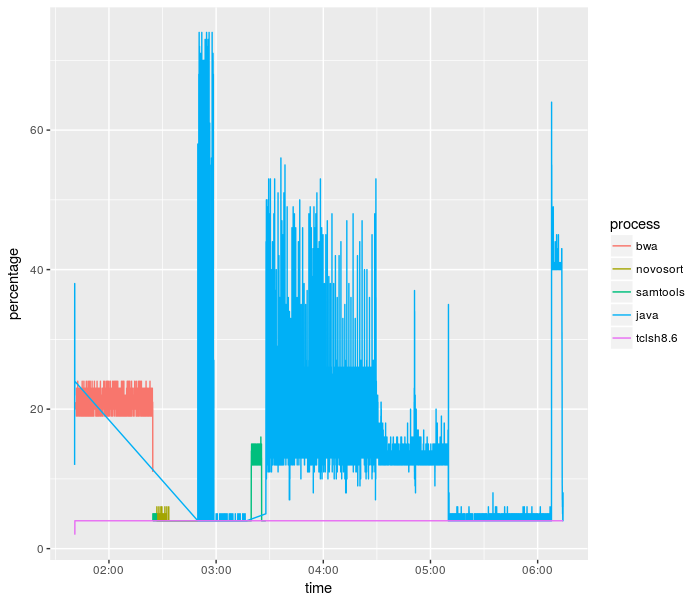 percentage
60
40
20
0
02:00
03:00
04:00
05:00
06:00
time
process
bwa
novosort
samtools
java
tclsh8.6